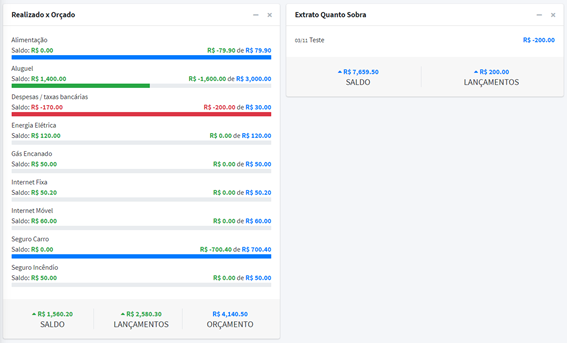 Realizado x Orçado
Alimentação
Saldo: R$ 0.00 R$ -79.90 de R$ 79.90
Aluguel
Saldo: R$ 1,400.00 R$ -1,600.00 de R$ 3,000.00
Despesas / taxas bancárias
Saldo: R$ -170.00 R$ -200.00 de R$ 30.00
Energia Elétrica
Saldo: R$ 120.00 R$ 0.00 de R$ 120.00
Gás Encanado
Saldo: R$ 50.00 R$ 0.00 de R$ 50.00
Internet Fixa
Saldo: R$ 50.20 R$ 0.00 de R$ 50.20
Internet Móvel
Saldo: R$ 60.00 R$ 0.00 de R$ 60.00
Seguro Carro
Saldo: R$ 0.00 R$ -700.40 de R$ 700.40
Seguro Incêndio
Saldo: R$ 50.00 R$ 0.00 de R$ 50.00
R$ 1,560.20 R$ 2,580.30 R$ 4,140.50
SALDO LANÇAMENTOS ORÇAMENTO
Extrato Quanto Sobra
03/11 Teste R$ -200.00
R$ 7,659.50 R$ 200.00
SALDO LANÇAMENTOS